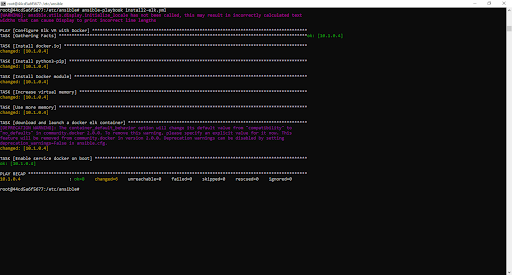 root@44cd5a6f5677: /etc/ansible
root@44cd5a6f5677:/etc/ansible# ansible-playbook install2-elk.yml
[WARNING]: ansible.utils.display.initialize_locale has not been called, this may result in incorrectly calculated text
widths that can cause Display to print incorrect line lengths
PLAY [Configure Elk VM with Docker] ****
TASK [Gathering Facts] **** ok: [10.1.0.4]
TASK [Install docker.io] ****
changed: [10.1.0.4]
TASK [Install python3-pip] ****
changed: [10.1.0.4]
TASK [Install Docker module] ****
changed: [10.1.0.4]
TASK [Increase virtual memory] ****
changed: [10.1.0.4]
TASK [Use more memory] ****
changed: [10.1.0.4]
TASK [download and launch a docker elk container] ****
[DEPRECATION WARNING]: The container_default_behavior option will change its default value from "compatibility" to
"no_defaults" in community.docker 2.0.0. To remove this warning, please specify an explicit value for it now. This
feature will be removed from community.docker in version 2.0.0. Deprecation warnings can be disabled by setting
deprecation_warnings=False in ansible.cfg.
changed: [10.1.0.4]
TASK [Enable service docker on boot] ****
ok: [10.1.0.4]
PLAY RECAP ****
10.1.0.4 : ok=8 changed=6 unreachable=0 failed=0 skipped=0 rescued=0 ignored=0
root@44cd5a6f5677:/etc/ansible#